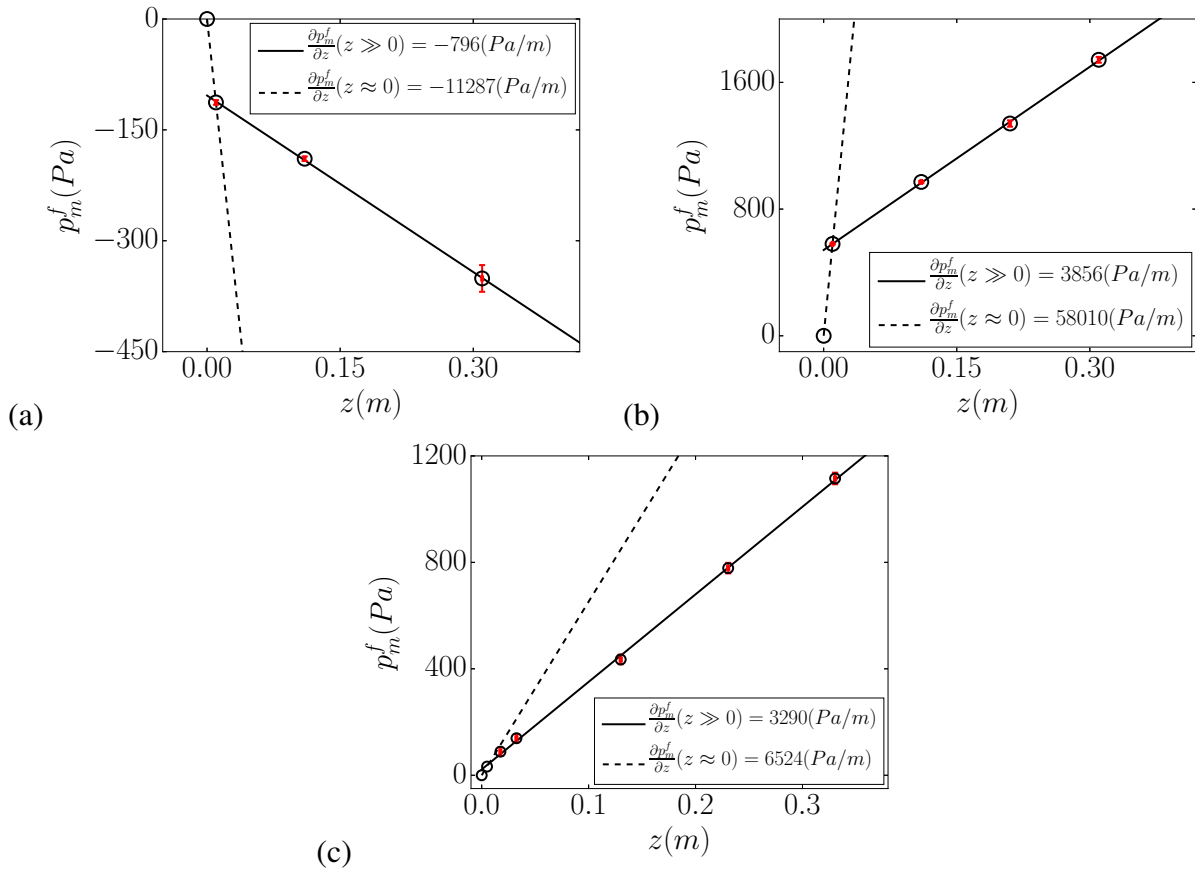 0
−150
−300
−450
p_m^f(Pa)
0.00 0.15 0.30
z(m)
∂p_m^f/∂z (z ≫ 0) = −796(Pa/m)
∂p_m^f/∂z (z ≈ 0) = −11287(Pa/m)
(a)
1600
800
0
p_m^f(Pa)
0.00 0.15 0.30
z(m)
∂p_m^f/∂z (z ≫ 0) = 3856(Pa/m)
∂p_m^f/∂z (z ≈ 0) = 58010(Pa/m)
(b)
1200
800
400
0
p_m^f(Pa)
0.0 0.1 0.2 0.3
z(m)
∂p_m^f/∂z (z ≫ 0) = 3290(Pa/m)
∂p_m^f/∂z (z ≈ 0) = 6524(Pa/m)
(c)